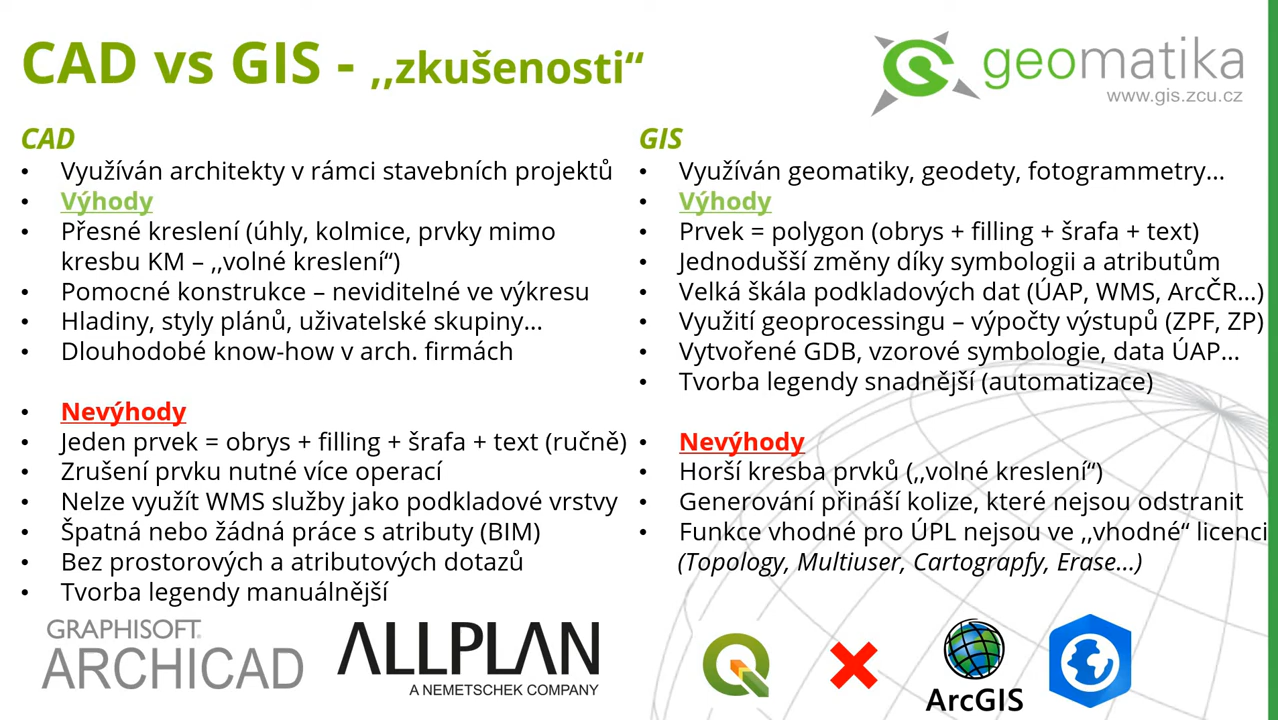 CAD vs GIS - ,,zkušenosti“
geomatika
www.gis.zcu.cz
CAD
• Využíván architekty v rámci stavebních projektů
• Výhody
• Přesné kreslení (úhly, kolmice, prvky mimo
kresbu KM – ,,volné kreslení“)
• Pomocné konstrukce – neviditelné ve výkresu
• Hladiny, styly plánů, uživatelské skupiny…
• Dlouhodobé know-how v arch. firmách
• Nevýhody
• Jeden prvek = obrys + filling + šrafa + text (ručně)
• Zrušení prvku nutné více operací
• Nelze využít WMS služby jako podkladové vrstvy
• Špatná nebo žádná práce s atributy (BIM)
• Bez prostorových a atributových dotazů
• Tvorba legendy manuálnější
GRAPHISOFT.
ARCHICAD
ALLPLAN
A NEMETSCHEK COMPANY
GIS
• Využíván geomatiky, geodety, fotogrammetry…
• Výhody
• Prvek = polygon (obrys + filling + šrafa + text)
• Jednodušší změny díky symbologii a atributům
• Velká škála podkladových dat (ÚAP, WMS, ArcČR…)
• Využití geoprocessingu – výpočty výstupů (ZPF, ZP)
• Vytvořené GDB, vzorové symbologie, data ÚAP…
• Tvorba legendy snadnější (automatizace)
• Nevýhody
• Horší kresba prvků (,,volné kreslení“)
• Generování přináší kolize, které nejsou odstranit
• Funkce vhodné pro ÚPL nejsou ve ,,vhodné“ licenci
(Topology, Multiuser, Cartograpfy, Erase…)
ArcGIS